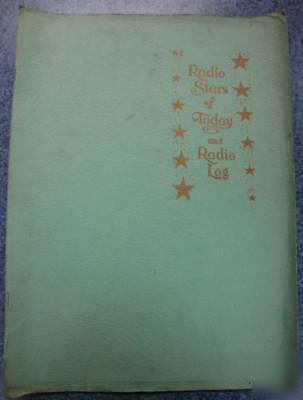 Radio
Stars
of
Today
and
Radio
Log